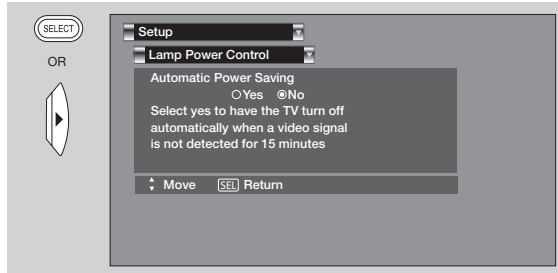 SELECT
OR
Setup
Lamp Power Control
Automatic Power Saving
Yes No
Select yes to have the TV turn off
automatically when a video signal
is not detected for 15 minutes
Move SEL Return